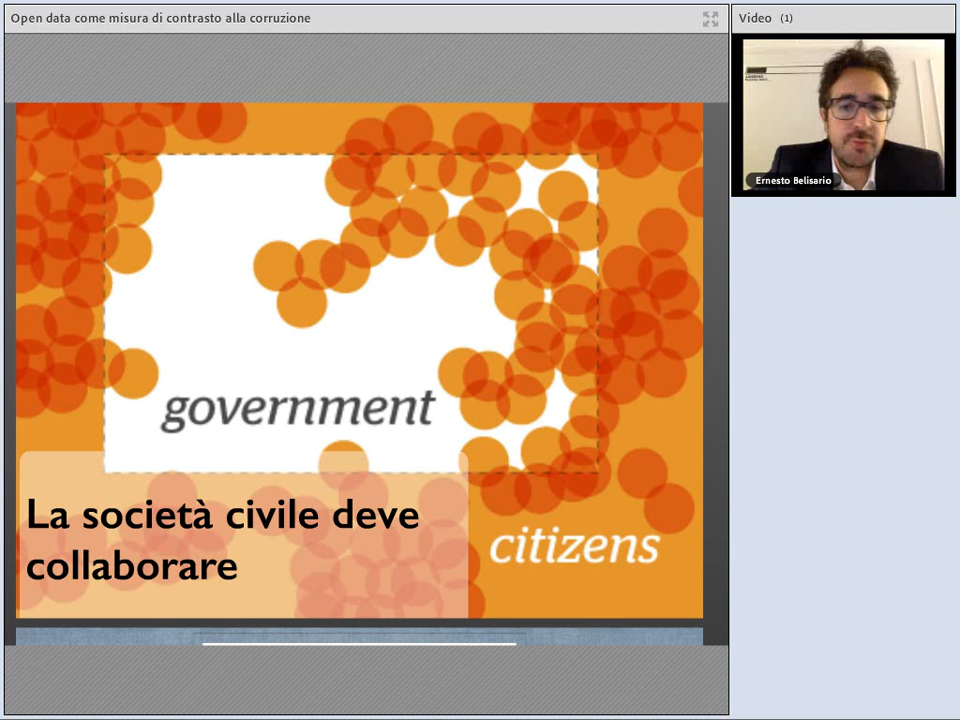 Open data come misura di contrasto alla corruzione
Video (1)
Ernesto Belisario
government
La società civile deve
collaborare
citizens